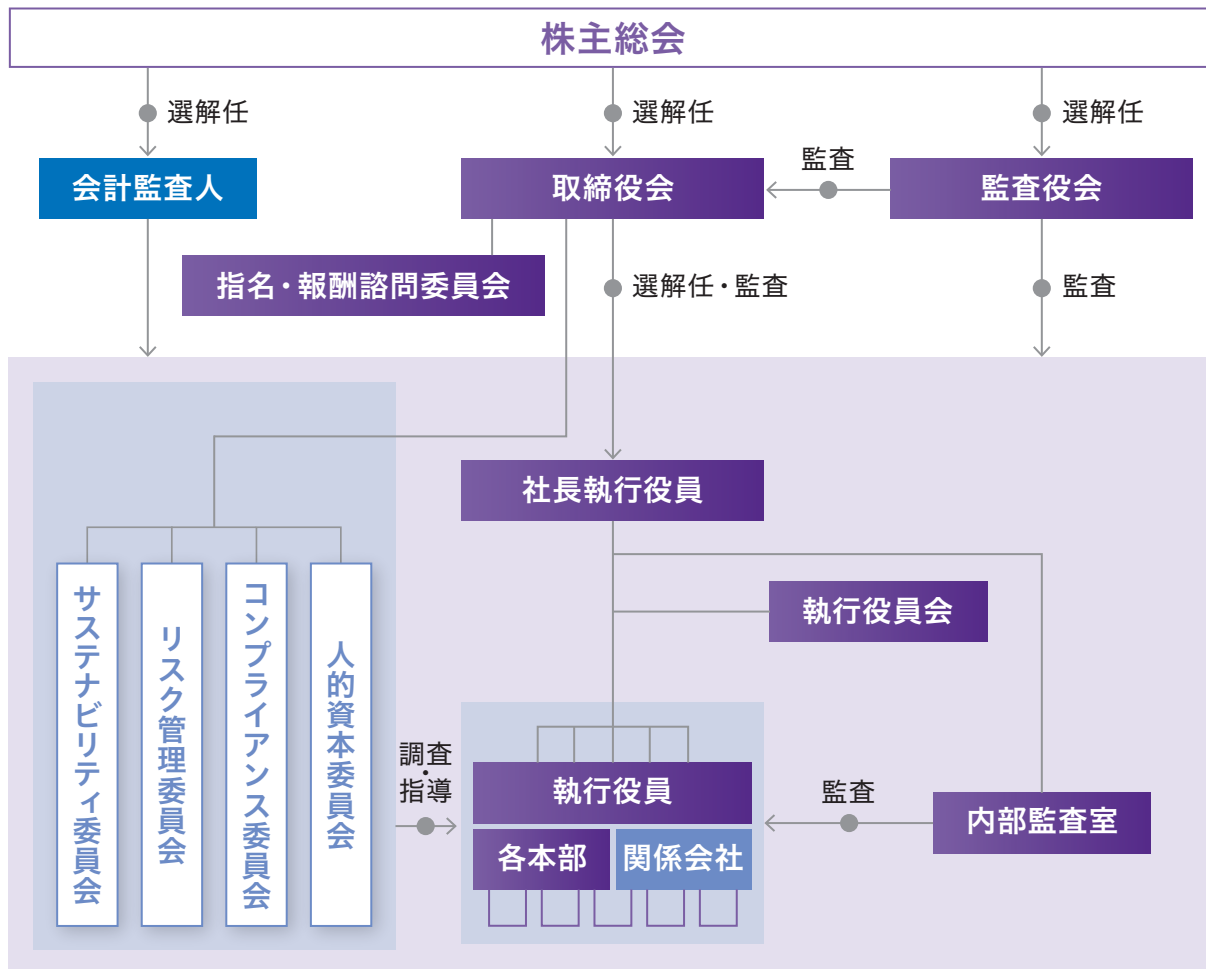 株主総会
選解任
選解任
選解任
会計監査人
取締役会
監査
監査役会
指名・報酬諮問委員会
選解任・監査
監査
社長執行役員
執行役員会
サステナビリティ委員会
リスク管理委員会
コンプライアンス委員会
人的資本委員会
調査
・
指導
執行役員
各本部
関係会社
監査
内部監査室